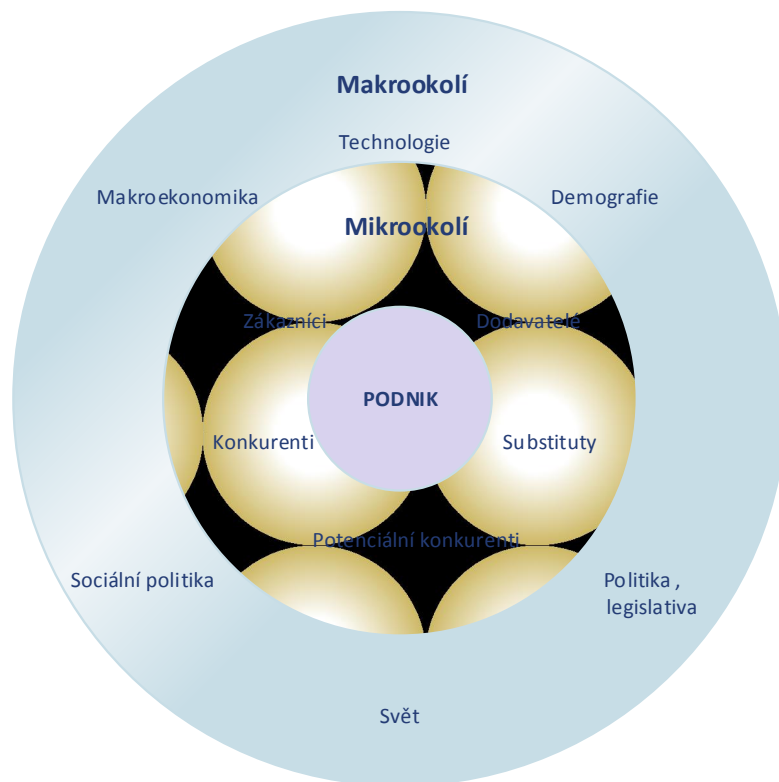 Makrookolí
Technologie
Makroekonomika
Demografie
Mikrookolí
Zákazníci
Dodavatelé
PODNIK
Konkurenti
Substituty
Potenciální konkurenti
Sociální politika
Politika ,
legislativa
Svět